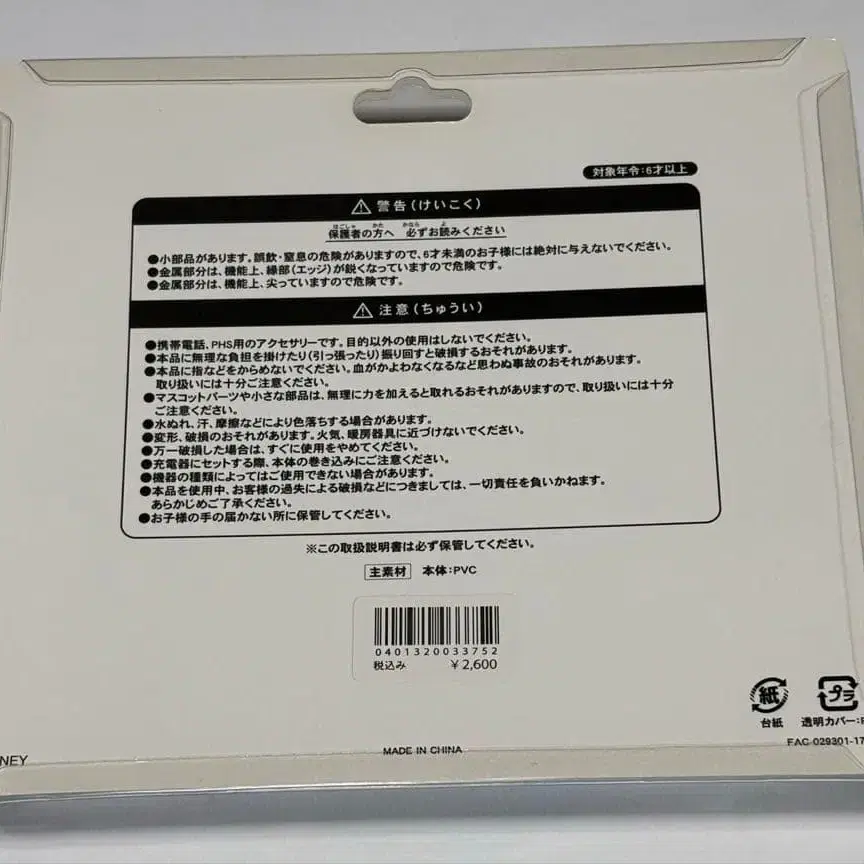 対象年令:6才以上
⚠ 警告(けいこく)
保護者の方へ 必ずお読みください
●小部品があります。誤飲・窒息の危険がありますので、6才未満のお子様には絶対に与えないでください。
●金属部分は、機能上、縁部(エッジ)が鋭くなっていますので危険です。
●金属部分は、機能上、尖っていますので危険です。
⚠ 注意(ちゅうい)
●携帯電話、PHS用のアクセサリーです。目的以外の使用はしないでください。
●本品に無理な負担を掛けたり(引っ張ったり)振り回すと破損するおそれがあります。
●本品に指などをからめないでください。血がかよわなくなるなど思わぬ事故のおそれがあります。
取り扱いには十分ご注意ください。
●マスコットパーツや小さな部品は、無理に力を加えると取れるおそれがありますので、取り扱いには十分
ご注意ください。
●水ぬれ、汗、摩擦などにより色落ちする場合があります。
●変形、破損のおそれがあります。火気、暖房器具に近づけないでください。
●万一破損した場合は、すぐに使用をやめてください。
●充電器にセットする際、本体の巻き込みにご注意ください。
●機器の種類によってはご使用できない場合があります。
●本品を使用中、お客様の過失による破損などにつきましては、一切責任を負いかねます。
あらかじめご了承ください。
●お子様の手の届かない所に保管してください。
※この取扱説明書は必ず保管してください。
主素材 本体:PVC
0401320033752
税込み ¥2,600
紙 プラ
台紙 透明カバー:P
FAC 029301-17
MADE IN CHINA
NEY